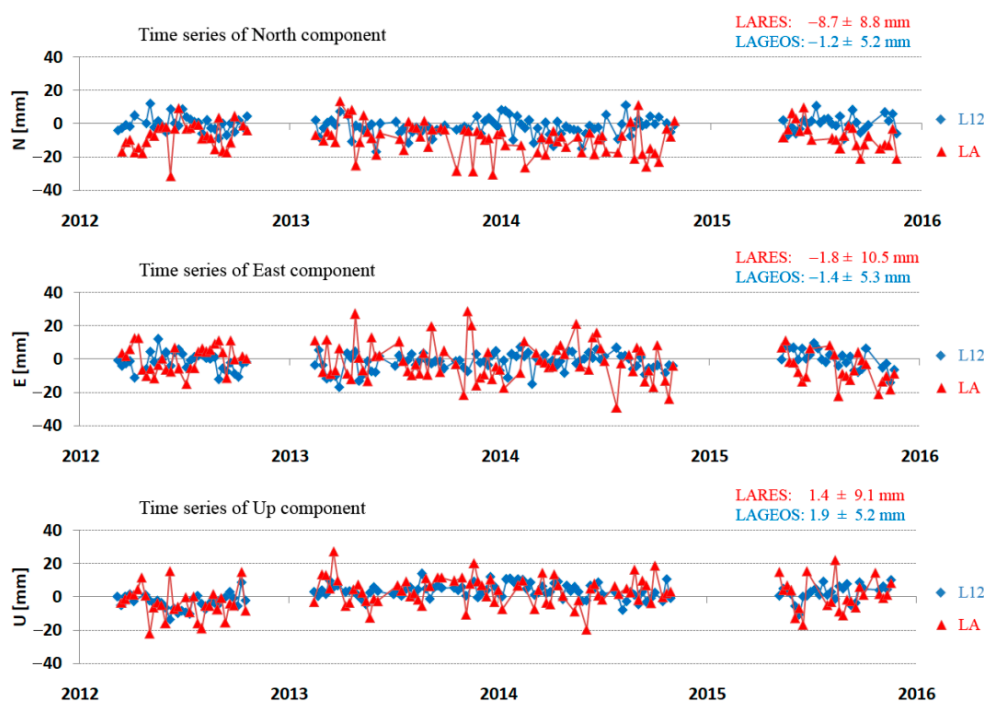 LARES: −8.7 ± 8.8 mm
Time series of North component
LAGEOS: −1.2 ± 5.2 mm
40
20
0
−20
−40
N [mm]
L12
LA
2012 2013 2014 2015 2016
LARES: −1.8 ± 10.5 mm
Time series of East component
LAGEOS: −1.4 ± 5.3 mm
40
20
0
−20
−40
E [mm]
L12
LA
2012 2013 2014 2015 2016
LARES: 1.4 ± 9.1 mm
Time series of Up component
LAGEOS: 1.9 ± 5.2 mm
40
20
0
−20
−40
U [mm]
L12
LA
2012 2013 2014 2015 2016